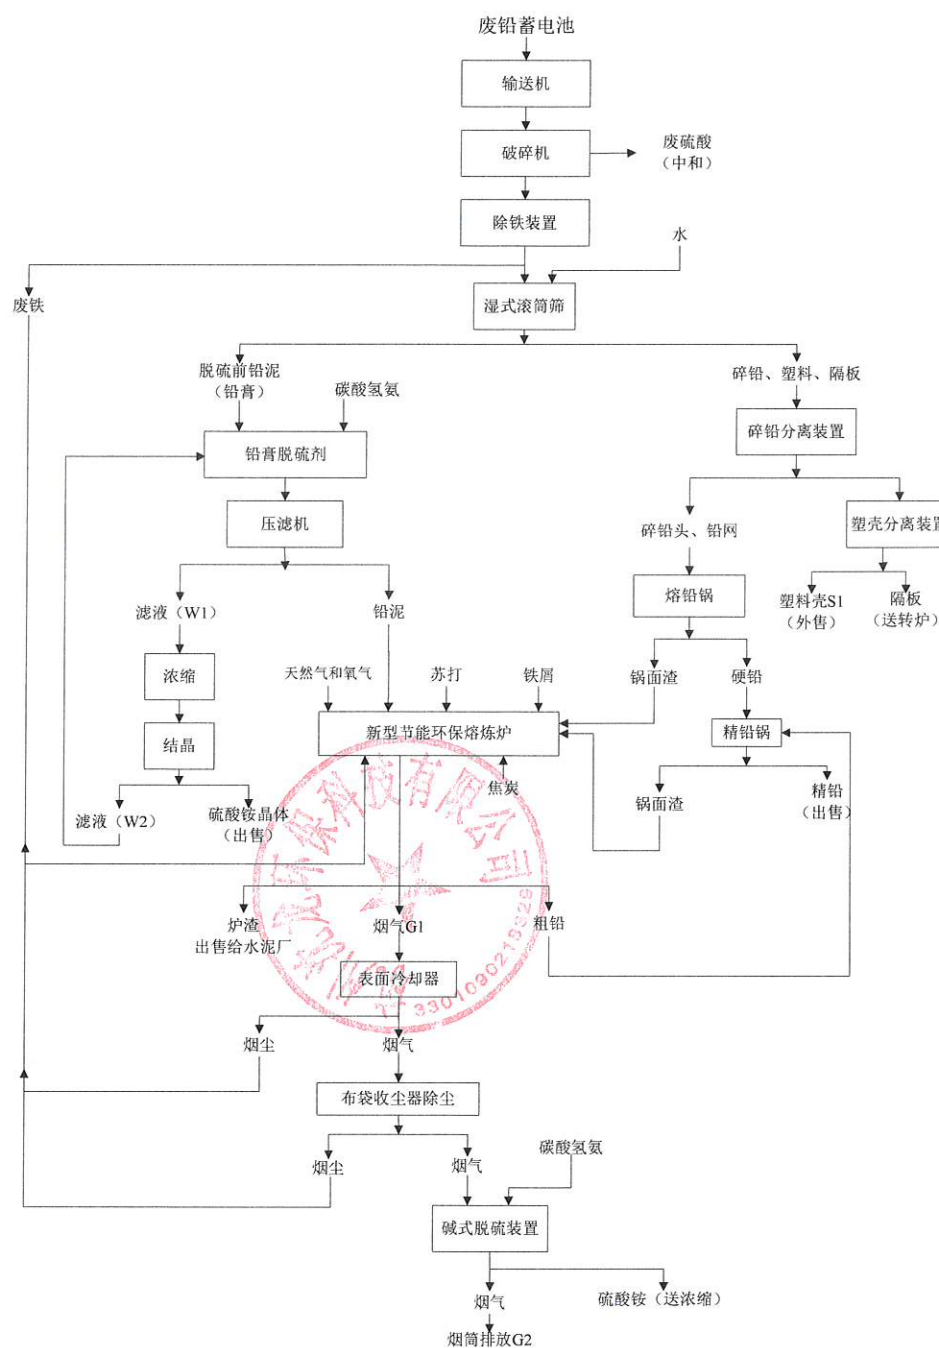 废铅蓄电池
输送机
破碎机
废硫酸
（中和）
除铁装置
水
废铁
湿式滚筒筛
脱硫前铅泥
（铅膏）
碳酸氢氨
碎铅、塑料、隔板
铅膏脱硫剂
碎铅分离装置
压滤机
碎铅头、铅网
塑壳分离装置
滤液（W1）
铅泥
熔铅锅
塑料壳S1
（外售）
隔板
（送转炉）
浓缩
天然气和氧气
苏打
铁屑
锅面渣
硬铅
结晶
新型节能环保熔炼炉
精铅锅
焦炭
滤液（W2）
硫酸铵晶体
（出售）
锅面渣
精铅
（出售）
炉渣
出售给水泥厂
烟气G1
粗铅
表面冷却器
烟尘
烟气
布袋收尘器除尘
烟尘
烟气
碳酸氢氨
碱式脱硫装置
烟气
硫酸铵（送浓缩）
烟筒排放G2
环保科技有限公司